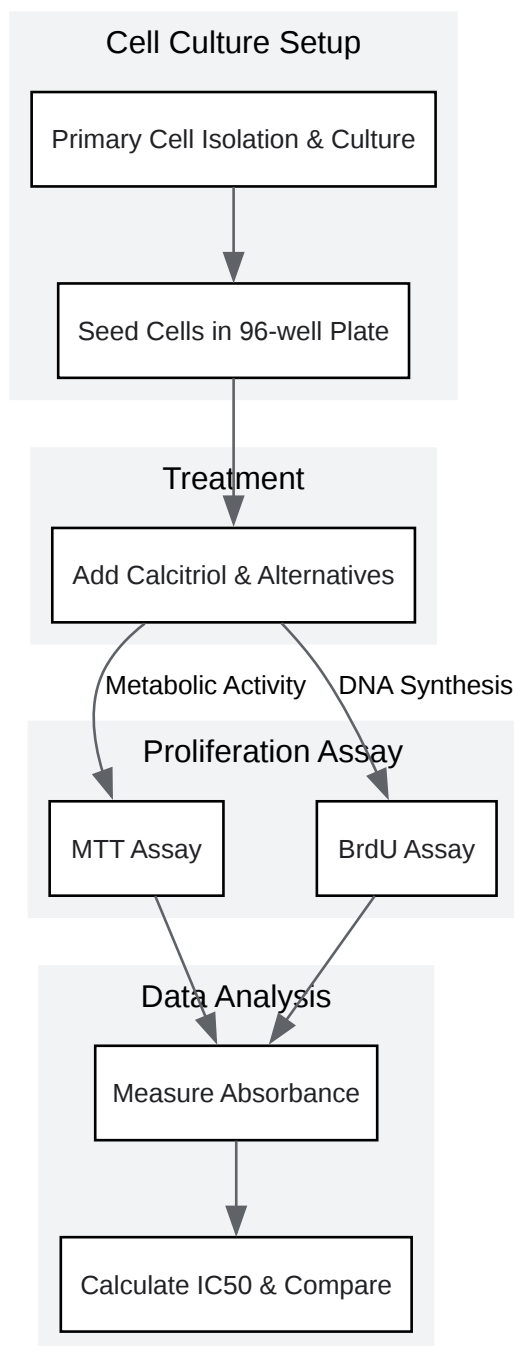 Cell Culture Setup
Primary Cell Isolation & Culture
Seed Cells in 96-well Plate
Treatment
Add Calcitriol & Alternatives
Metabolic Activity
DNA Synthesis
Proliferation Assay
MTT Assay
BrdU Assay
Data Analysis
Measure Absorbance
Calculate IC50 & Compare